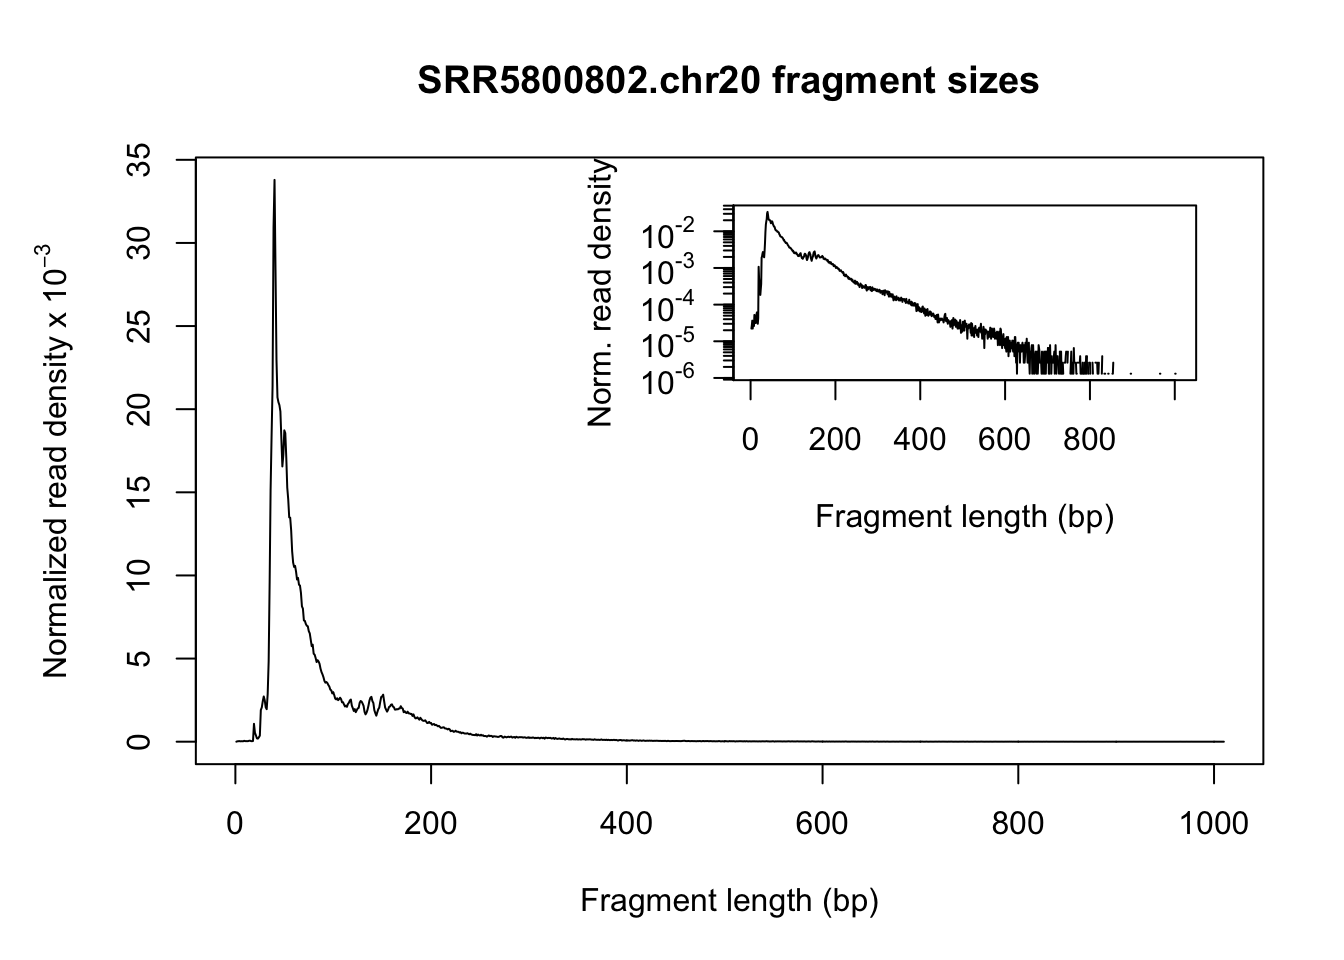 SRR5800802.chr20 fragment sizes
Normalized read density x 10⁻³
35
30
25
20
15
10
5
0
0 200 400 600 800 1000
Fragment length (bp)
Norm. read density
10⁻²
10⁻³
10⁻⁴
10⁻⁵
10⁻⁶
0 200 400 600 800
Fragment length (bp)